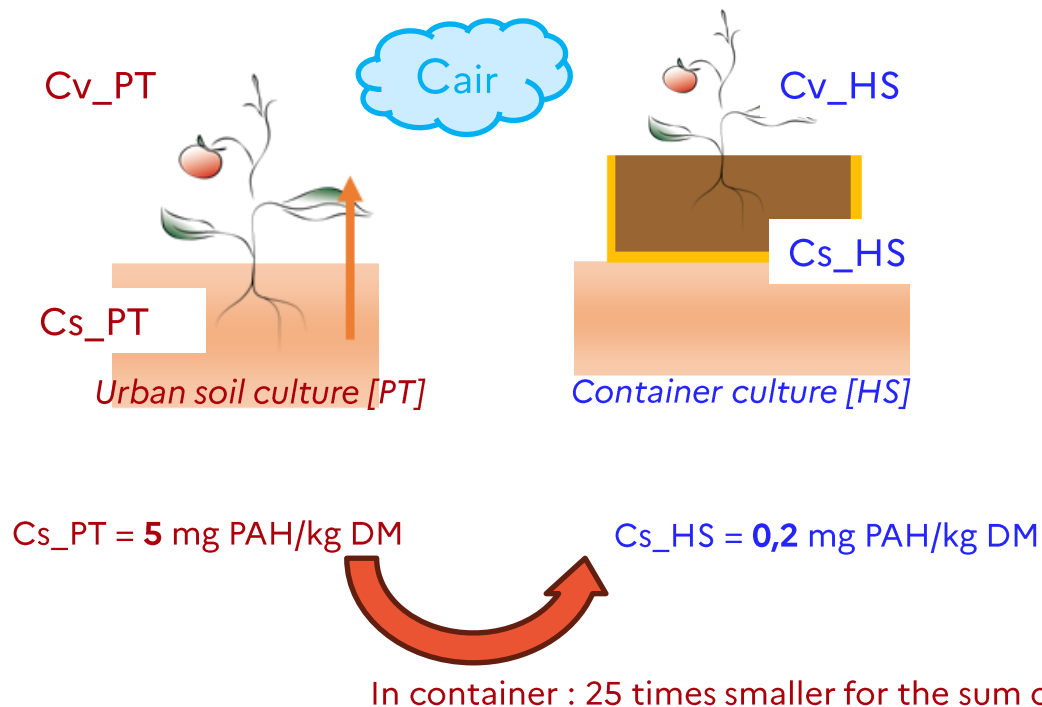 Cv_PT
Cair
Cv_HS
Cs_HS
Cs_PT
Urban soil culture [PT]
Container culture [HS]
Cs_PT = 5 mg PAH/kg DM
Cs_HS = 0,2 mg PAH/kg DM
In container : 25 times smaller for the sum